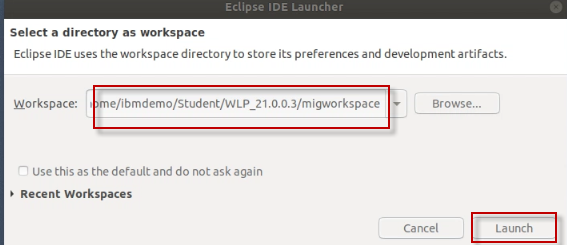 Eclipse IDE Launcher
Select a directory as workspace
Eclipse IDE uses the workspace directory to store its preferences and development artifacts.
Workspace: ome/ibmdemo/Student/WLP_21.0.0.3/migworkspace Browse...
Use this as the default and do not ask again
Recent Workspaces
Cancel Launch